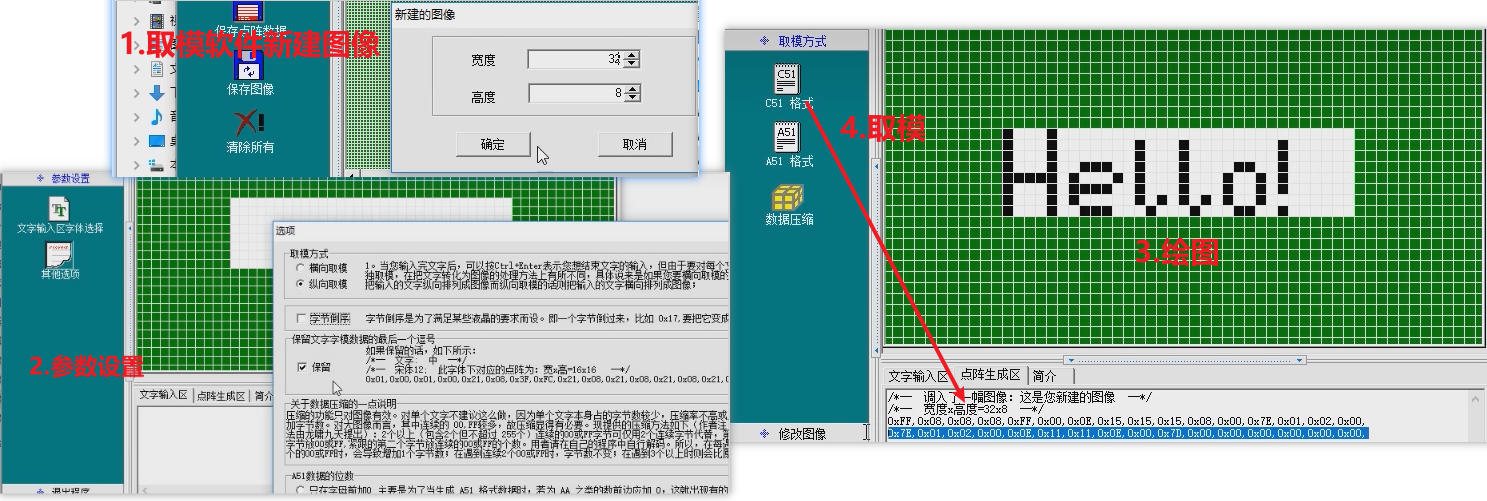 保存点阵数据
1.取模软件新建图像
保存图像
清除所有
新建的图像
宽度 32
高度 8
确定 取消
参数设置
文字输入区字体选择
其他选项
2.参数设置
退出程序
选项
取模方式
横向取模
纵向取模
1。当您输入完文字后，可以按Ctrl+Enter表示您想结束文字的输入，但由于要对每个
独取模，在把文字转化为图像的处理方法上有所不同，具体说来是如果您要横向取模的
把输入的文字纵向排列成图像而纵向取模的话则把输入的文字横向排列成图像；
字节倒序 字节倒序是为了满足某些液晶的要求而设。即一个字节倒过来，比如 0x17,要把它变成
保留文字字模数据的最后一个逗号
保留
如果保留的话，如下所示：
/*— 文字： 中 —*/
/*— 宋体12； 此字体下对应的点阵为：宽x高=16x16 —*/
0x01,0x00,0x01,0x00,0x21,0x08,0x3F,0xFC,0x21,0x08,0x21,0x08,0x21,0x08,0x21,
关于数据压缩的一点说明
压缩的功能只对图像有效。对单个文字不建议这么做，因为单个文字本身占的字节数较少，压缩率不高或
加字节数。对大图像而言，其中连续的 00,FF较多，故压缩显得有必要。现提供的压缩方法如下（作者注
法由龙啸九天提出）：2个以上（包含2个但不超过 255个）连续的00或FF字节可仅用2个连续字节代替，第
字节放00或FF，紧跟的第二个字节放连续的00或FF的个数。所以，在每遇
个的00或FF时，会导致增加1个字节数；在遇到连续2个00或FF时，字节数不变；在遇到3个以上时则会比原
A51数据的位数
只在字母前加0 主要是为了当生成 A51 格式数据时，若为 AA 之类的数前边应加 0，这就出现有的
文字输入区 点阵生成区 简介
取模方式
C51
C51 格式
A51
A51 格式
数据压缩
4.取模
修改图像
Hello!
3.绘图
文字输入区 点阵生成区 简介
/*— 调入了一幅图像：这是您新建的图像 —*/
/*— 宽度x高度=32x8 —*/
0xFF,0x08,0x08,0x08,0xFF,0x00,0x0E,0x15,0x15,0x15,0x08,0x00,0x7E,0x01,0x02,0x00,
0x7E,0x01,0x02,0x00,0x0E,0x11,0x11,0x0E,0x00,0x7D,0x00,0x00,0x00,0x00,0x00,0x00,